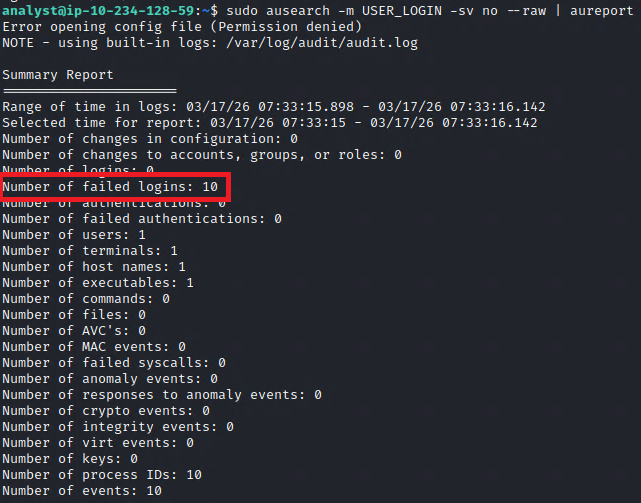 analyst@ip-10-234-128-59:~$ sudo ausearch -m USER_LOGIN -sv no --raw | aureport
Error opening config file (Permission denied)
NOTE - using built-in logs: /var/log/audit/audit.log

Summary Report
======================
Range of time in logs: 03/17/26 07:33:15.898 - 03/17/26 07:33:16.142
Selected time for report: 03/17/26 07:33:15 - 03/17/26 07:33:16.142
Number of changes in configuration: 0
Number of changes to accounts, groups, or roles: 0
Number of logins: 0
Number of failed logins: 10
Number of authentications: 0
Number of failed authentications: 0
Number of users: 1
Number of terminals: 1
Number of host names: 1
Number of executables: 1
Number of commands: 0
Number of files: 0
Number of AVC's: 0
Number of MAC events: 0
Number of failed syscalls: 0
Number of anomaly events: 0
Number of responses to anomaly events: 0
Number of crypto events: 0
Number of integrity events: 0
Number of virt events: 0
Number of keys: 0
Number of process IDs: 10
Number of events: 10